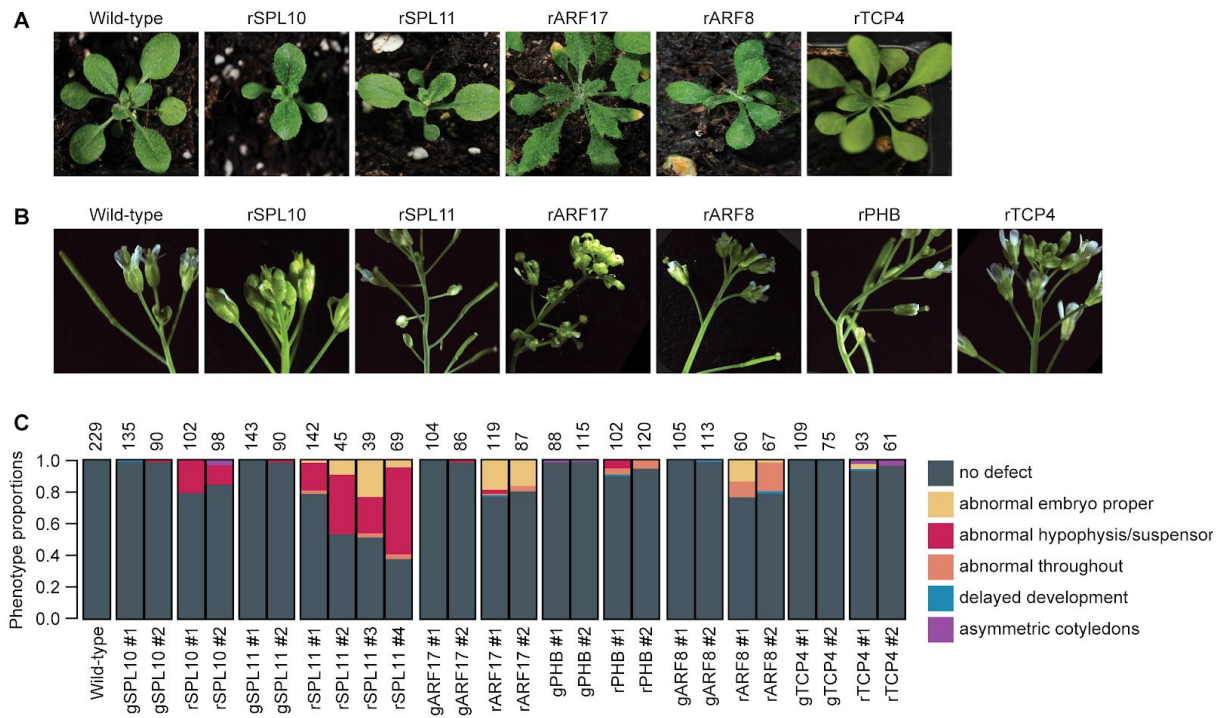 A
Wild-type rSPL10 rSPL11 rARF17 rARF8 rTCP4
B
Wild-type rSPL10 rSPL11 rARF17 rARF8 rPHB rTCP4
C
229 135 90 102 98 143 90 142 45 39 69 104 86 119 87 88 115 102 120 105 113 60 67 109 75 93 61
Phenotype proportions
1.0
0.8
0.6
0.4
0.2
0.0
no defect
abnormal embryo proper
abnormal hypophysis/suspensor
abnormal throughout
delayed development
asymmetric cotyledons
Wild-type
gSPL10 #1
gSPL10 #2
rSPL10 #1
rSPL10 #2
gSPL11 #1
gSPL11 #2
rSPL11 #1
rSPL11 #2
rSPL11 #3
rSPL11 #4
gARF17 #1
gARF17 #2
rARF17 #1
rARF17 #2
gPHB #1
gPHB #2
rPHB #1
rPHB #2
gARF8 #1
gARF8 #2
rARF8 #1
rARF8 #2
gTCP4 #1
gTCP4 #2
rTCP4 #1
rTCP4 #2